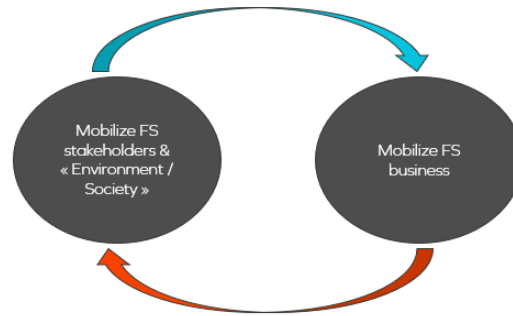 Mobilize FS
stakeholders &
« Environment /
Society »
Mobilize FS
business